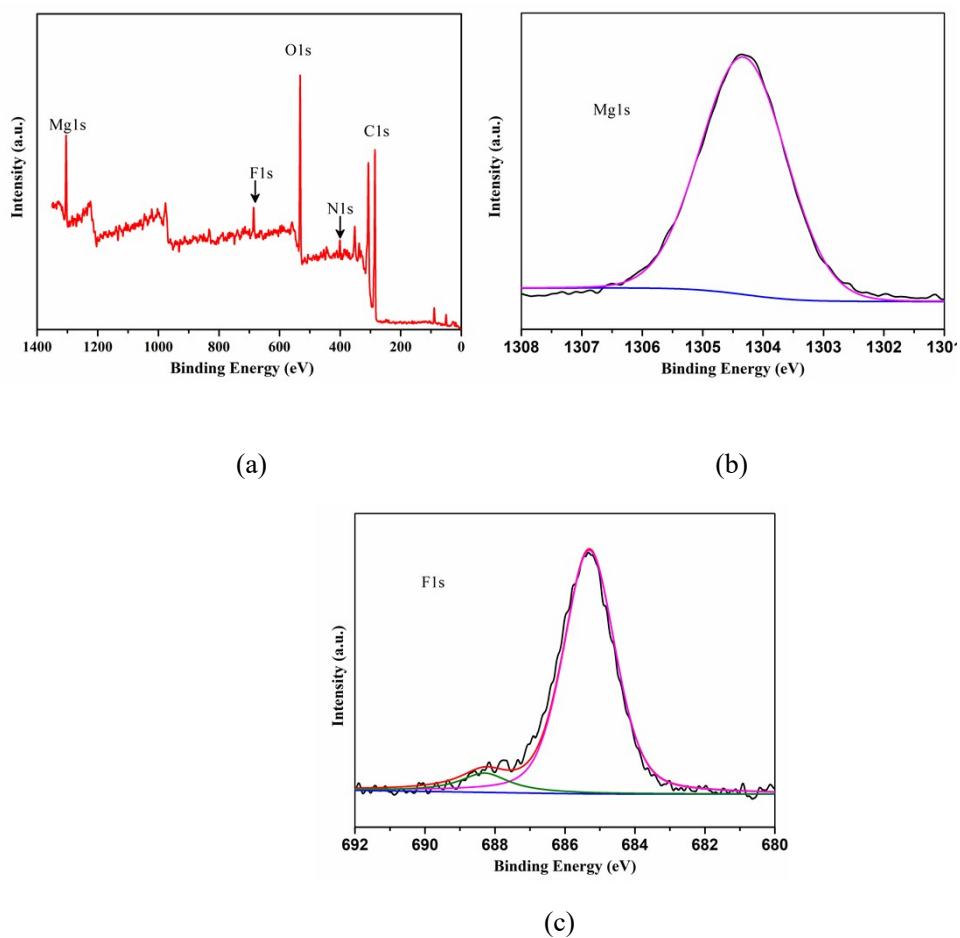 O1s
Mg1s
C1s
F1s
N1s
Intensity (a.u.)
1400 1200 1000 800 600 400 200 0
Binding Energy (eV)
(a)
Mg1s
Intensity (a.u.)
1308 1307 1306 1305 1304 1303 1302 1301
Binding Energy (eV)
(b)
F1s
Intensity (a.u.)
692 690 688 686 684 682 680
Binding Energy (eV)
(c)